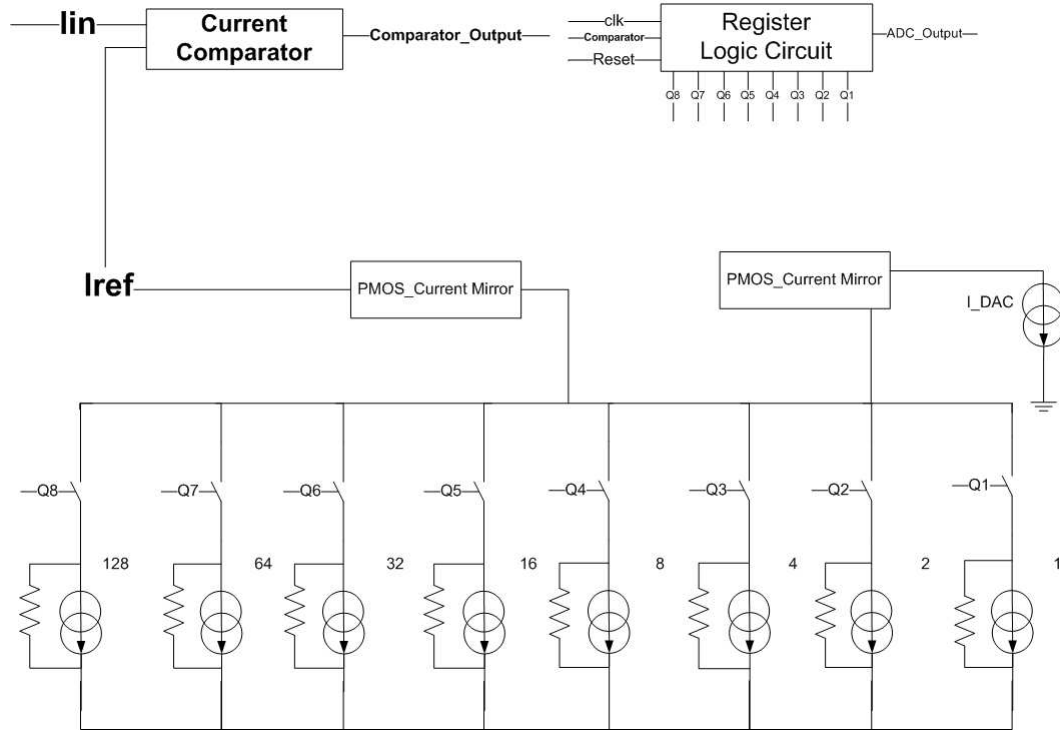 Iin
Current
Comparator
Comparator_Output
clk
Comparator
Reset
Register
Logic Circuit
ADC_Output
Q8 Q7 Q6 Q5 Q4 Q3 Q2 Q1
Iref
PMOS_Current Mirror
PMOS_Current Mirror
I_DAC
Q8 Q7 Q6 Q5 Q4 Q3 Q2 Q1
128 64 32 16 8 4 2 1